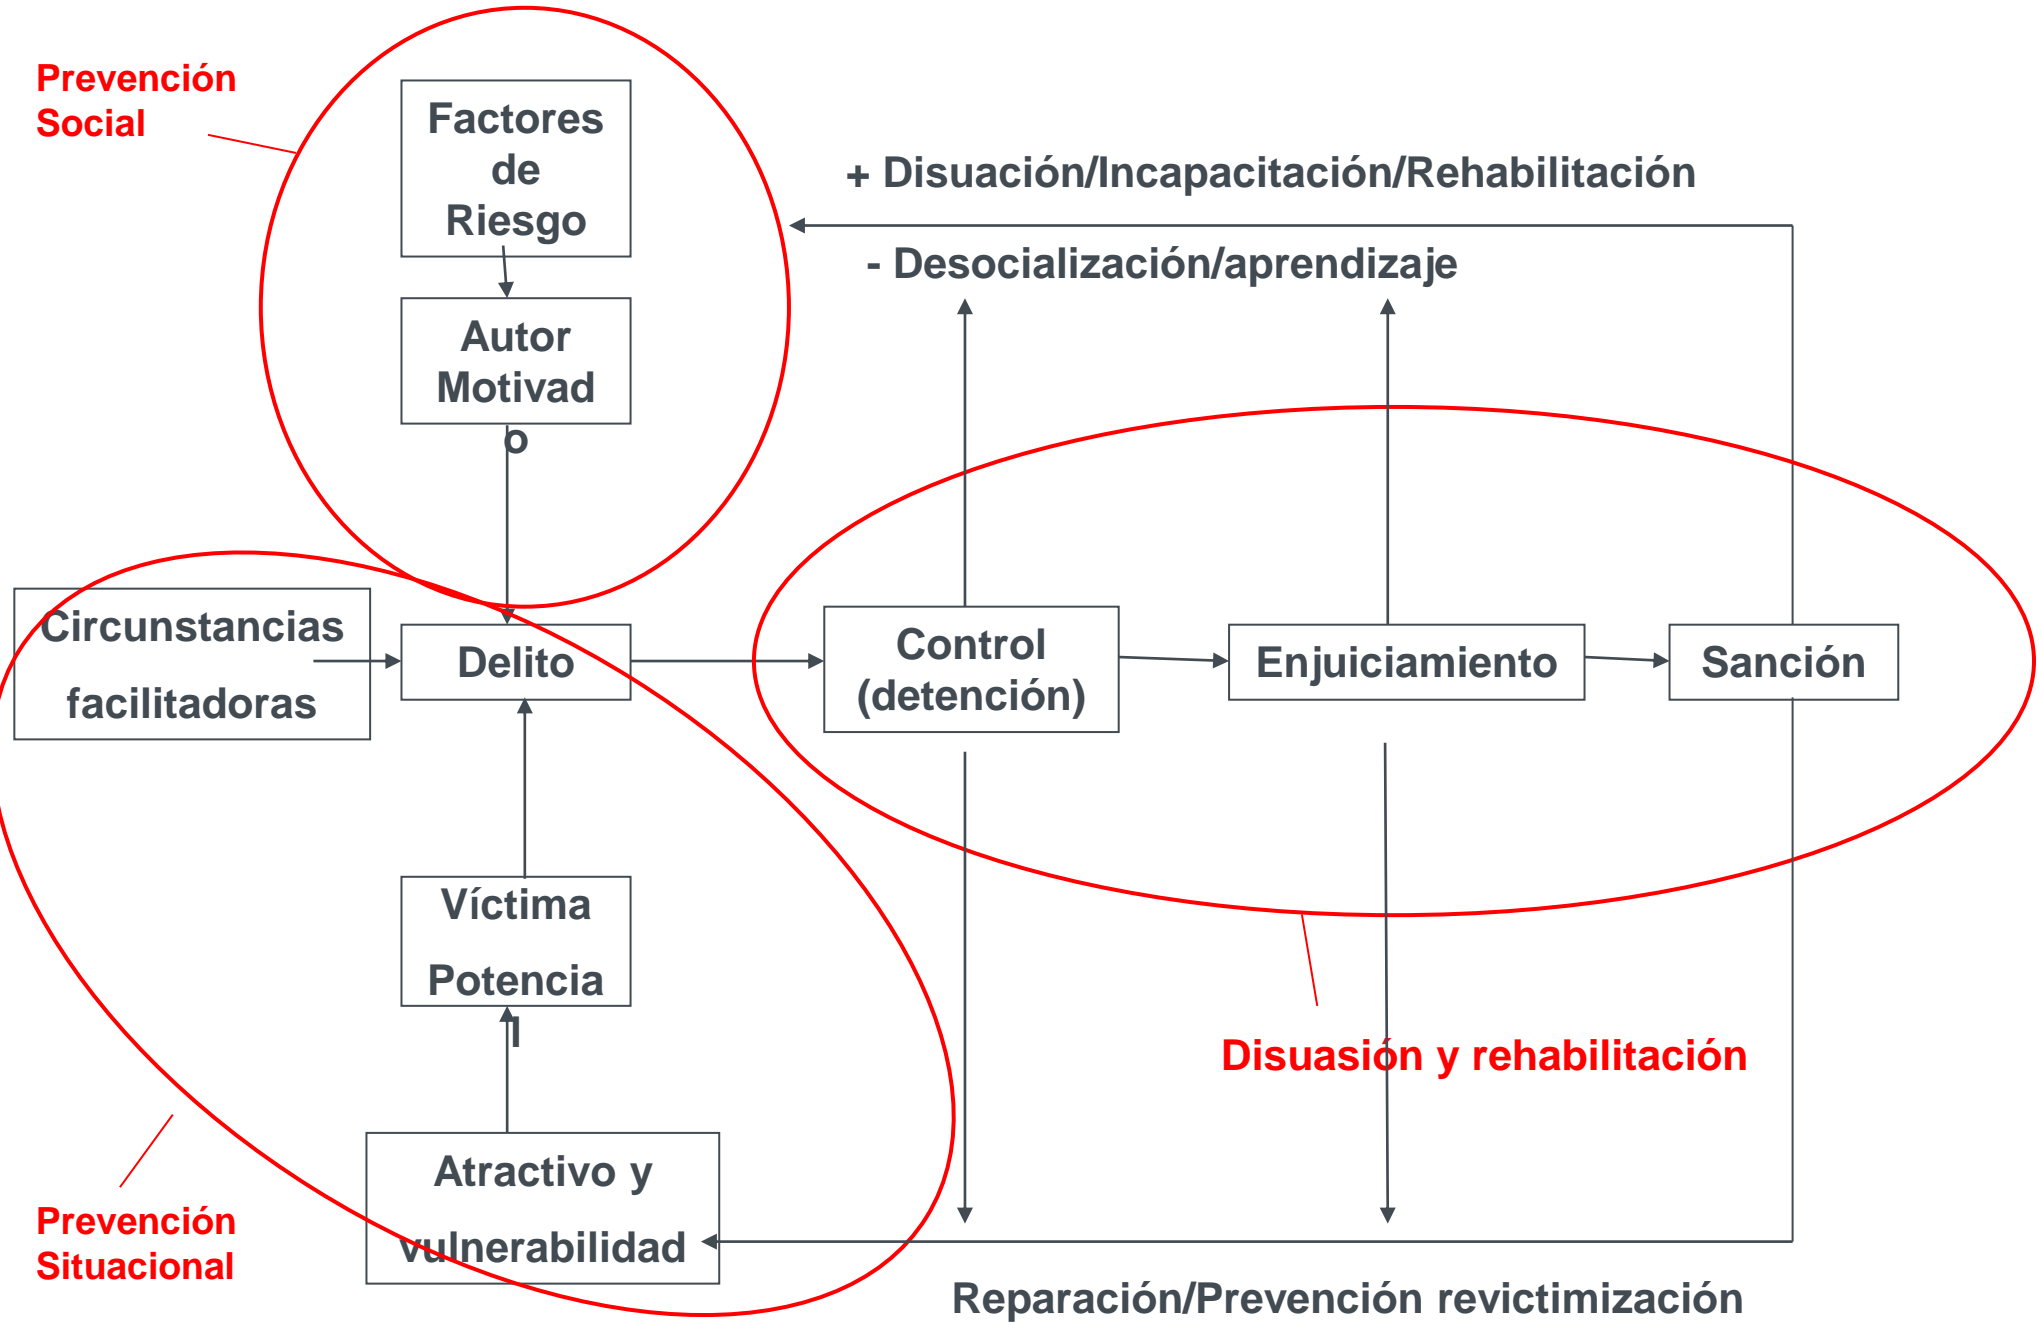 Prevención
Social
Factores
de
Riesgo
+ Disuación/Incapacitación/Rehabilitación
- Desocialización/aprendizaje
Autor
Motivad
o
Circunstancias
facilitadoras
Delito
Control
(detención)
Enjuiciamiento
Sanción
Víctima
Potencia
l
Disuasión y rehabilitación
Atractivo y
vulnerabilidad
Prevención
Situacional
Reparación/Prevención revictimización